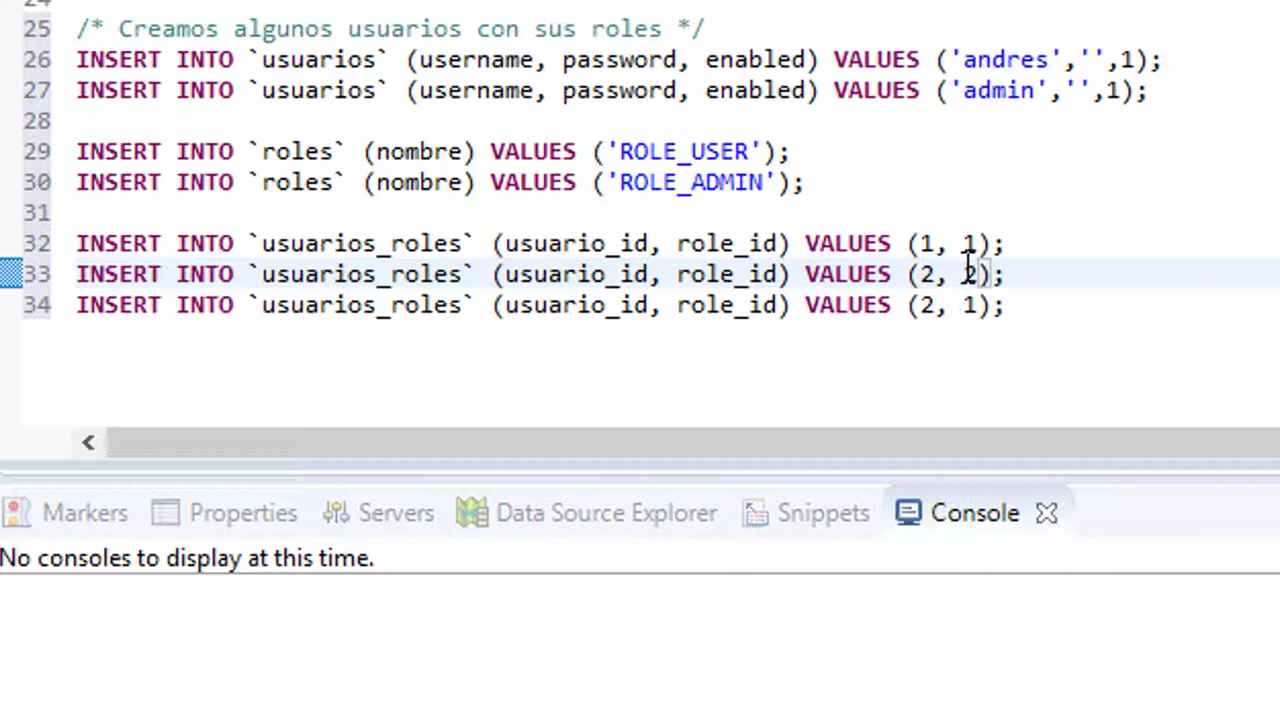 25 /* Creamos algunos usuarios con sus roles */
26 INSERT INTO `usuarios` (username, password, enabled) VALUES ('andres','',1);
27 INSERT INTO `usuarios` (username, password, enabled) VALUES ('admin','',1);
28
29 INSERT INTO `roles` (nombre) VALUES ('ROLE_USER');
30 INSERT INTO `roles` (nombre) VALUES ('ROLE_ADMIN');
31
32 INSERT INTO `usuarios_roles` (usuario_id, role_id) VALUES (1, 1);
33 INSERT INTO `usuarios_roles` (usuario_id, role_id) VALUES (2, 2);
34 INSERT INTO `usuarios_roles` (usuario_id, role_id) VALUES (2, 1);
Markers Properties Servers Data Source Explorer Snippets Console
No consoles to display at this time.